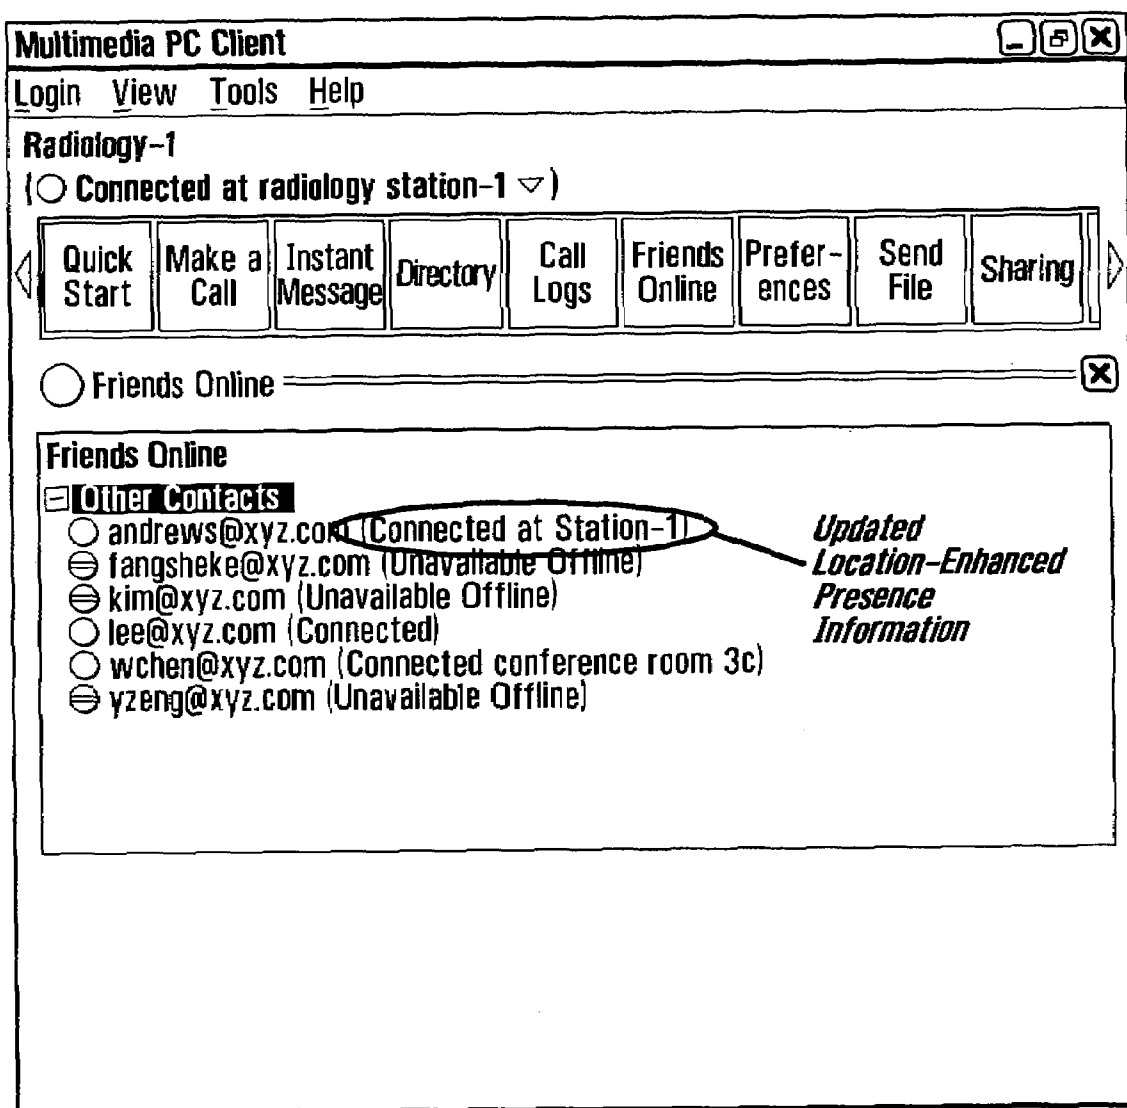 Multimedia PC Client
Login View Tools Help
Radiology-1
(Connected at radiology station-1)
Quick Start
Make a Call
Instant Message
Directory
Call Logs
Friends Online
Prefer-ences
Send File
Sharing
Friends Online
Friends Online
Other Contacts
andrews@xyz.com (Connected at Station-1)
fangsheke@xyz.com (Unavailable Offline)
kim@xyz.com (Unavailable Offline)
lee@xyz.com (Connected)
wchen@xyz.com (Connected conference room 3c)
yzeng@xyz.com (Unavailable Offline)
Updated
Location-Enhanced
Presence
Information